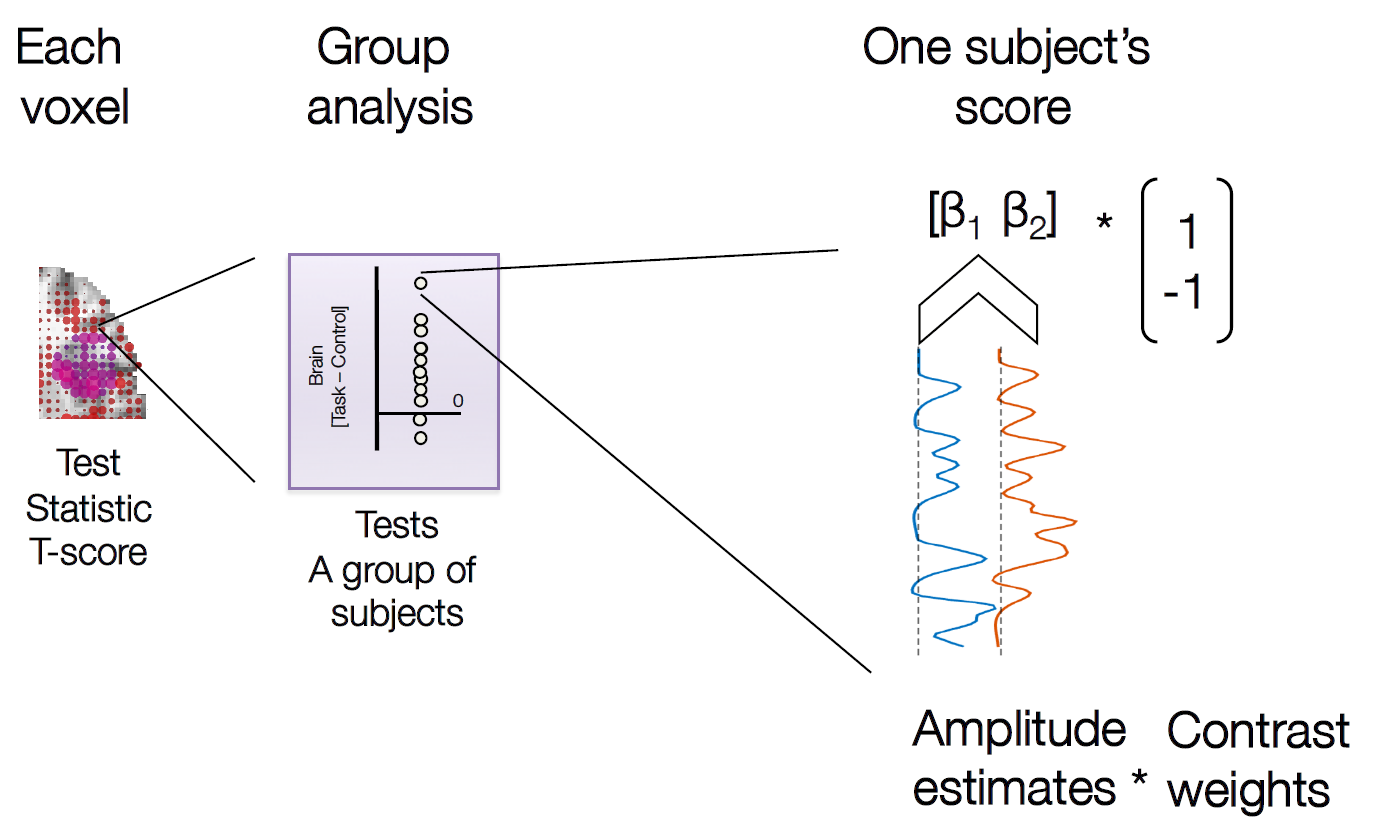 Each
voxel
Group
analysis
One subject’s
score
[β₁ β₂] * ( 1
-1 )
Brain
[Task – Control]
0
Test
Statistic
T-score
Tests
A group of
subjects
Amplitude
estimates *
Contrast
weights